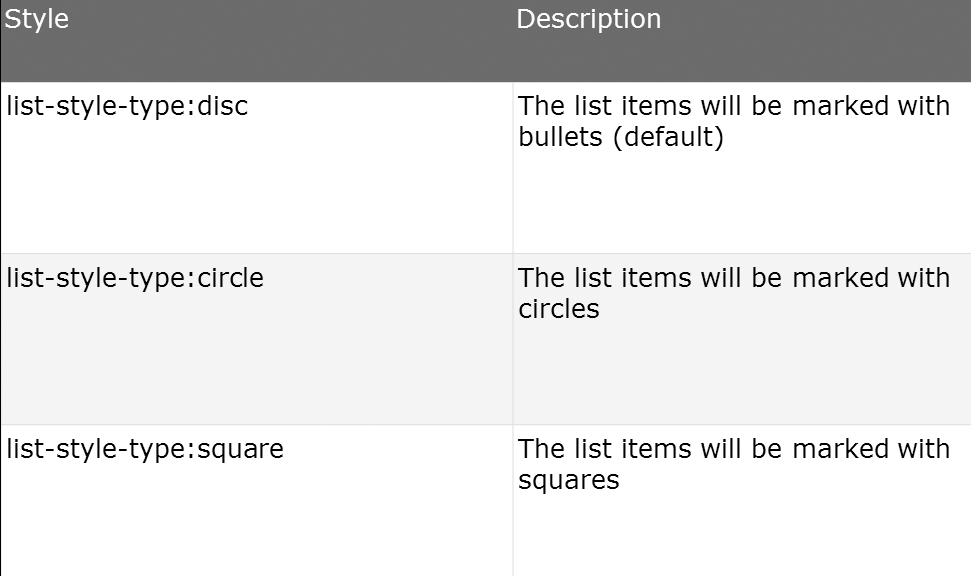 Style
Description
list-style-type:disc
The list items will be marked with
bullets (default)
list-style-type:circle
The list items will be marked with
circles
list-style-type:square
The list items will be marked with
squares